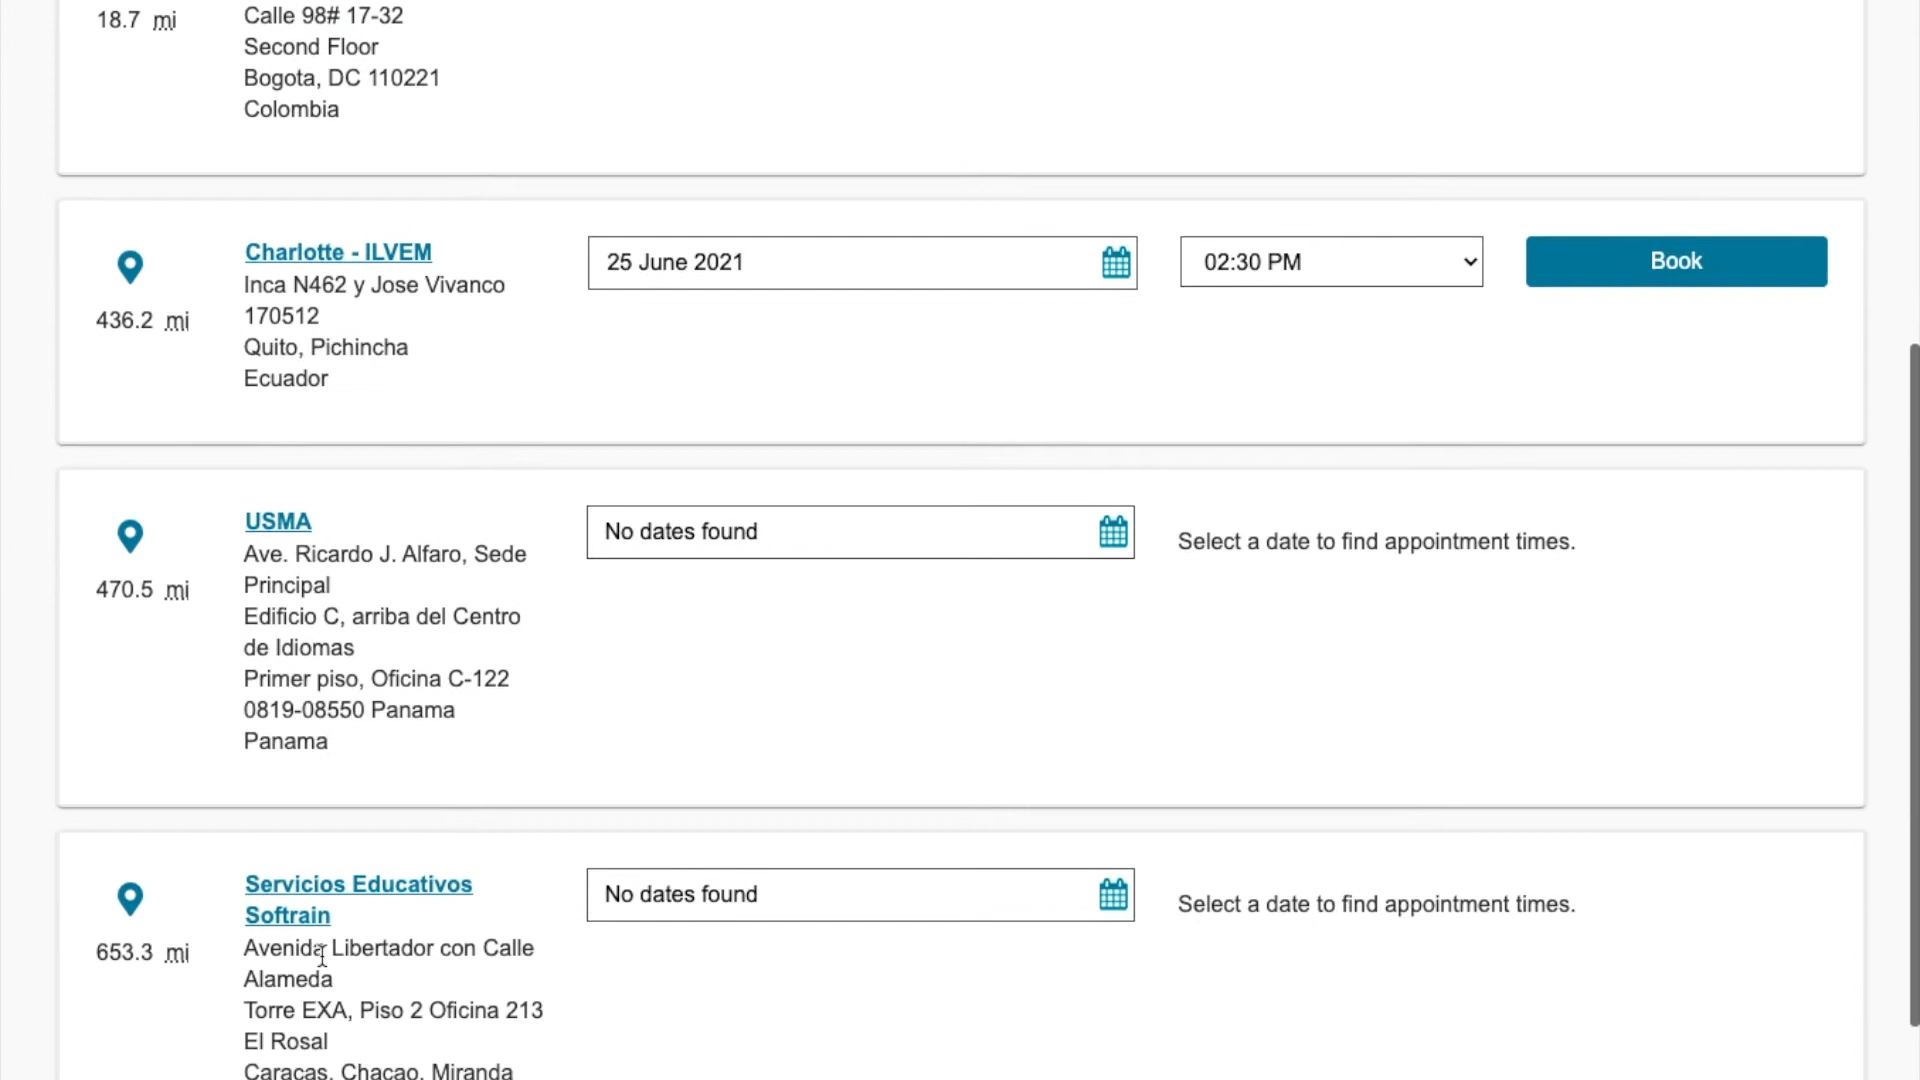 18.7 mi
Calle 98# 17-32
Second Floor
Bogota, DC 110221
Colombia
436.2 mi
Charlotte - ILVEM
Inca N462 y Jose Vivanco
170512
Quito, Pichincha
Ecuador
25 June 2021
02:30 PM
Book
470.5 mi
USMA
Ave. Ricardo J. Alfaro, Sede
Principal
Edificio C, arriba del Centro
de Idiomas
Primer piso, Oficina C-122
0819-08550 Panama
Panama
No dates found
Select a date to find appointment times.
653.3 mi
Servicios Educativos
Softrain
Avenida Libertador con Calle
Alameda
Torre EXA, Piso 2 Oficina 213
El Rosal
Caracas, Chacao, Miranda
No dates found
Select a date to find appointment times.